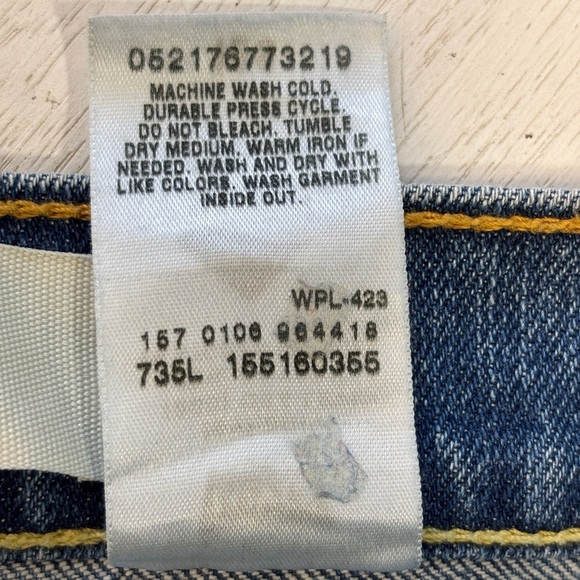 052176773219
MACHINE WASH COLD.
DURABLE PRESS CYCLE.
DO NOT BLEACH. TUMBLE
DRY MEDIUM. WARM IRON IF
NEEDED. WASH AND DRY WITH
LIKE COLORS. WASH GARMENT
INSIDE OUT.
WPL-423
157 0106 964418
735L 155160355